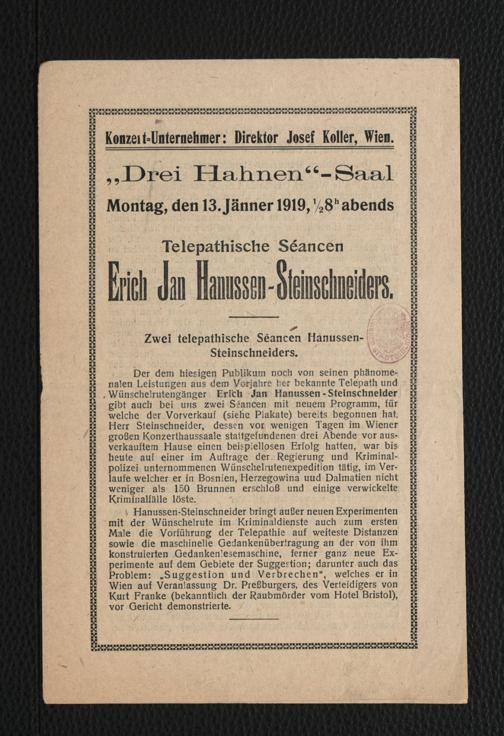 Konzert-Unternehmer: Direktor Josef Koller, Wien.
„Drei Hahnen“-Saal
Montag, den 13. Jänner 1919, ½8ʰ abends
Telepathische Séancen
Erich Jan Hanussen-Steinschneiders.
Zwei telepathische Séancen Hanussen-
Steinschneiders.
Der dem hiesigen Publikum noch von seinen phänome-
nalen Leistungen aus dem Vorjahre her bekannte Telepath und
Wünschelrutengänger Erich Jan Hanussen-Steinschneider
gibt auch bei uns zwei Séancen mit neuem Programm, für
welche der Vorverkauf (siehe Plakate) bereits begonnen hat.
Herr Steinschneider, dessen vor wenigen Tagen im Wiener
großen Konzerthaussaale stattgefundenen drei Abende vor aus-
verkauftem Hause einen beispiellosen Erfolg hatten, war bis
heute auf einer im Auftrage der Regierung und Kriminal-
polizei unternommenen Wünschelrutenexpedition tätig, im Ver-
laufe welcher er in Bosnien, Herzegowina und Dalmatien nicht
weniger als 150 Brunnen erschloß und einige verwickelte
Kriminalfälle löste.
Hanussen-Steinschneider bringt außer neuen Experimenten
mit der Wünschelrute im Kriminaldienste auch zum ersten
Male die Vorführung der Telepathie auf weiteste Distanzen
sowie die maschinelle Gedankenübertragung an der von ihm
konstruierten Gedankenlesemaschine, ferner ganz neue Ex-
perimente auf dem Gebiete der Suggestion; darunter auch das
Problem: „Suggestion und Verbrechen“, welches er in
Wien auf Veranlassung Dr. Preßburgers, des Verteidigers von
Kurt Franke (bekanntlich der Raubmörder vom Hotel Bristol),
vor Gericht demonstrierte.